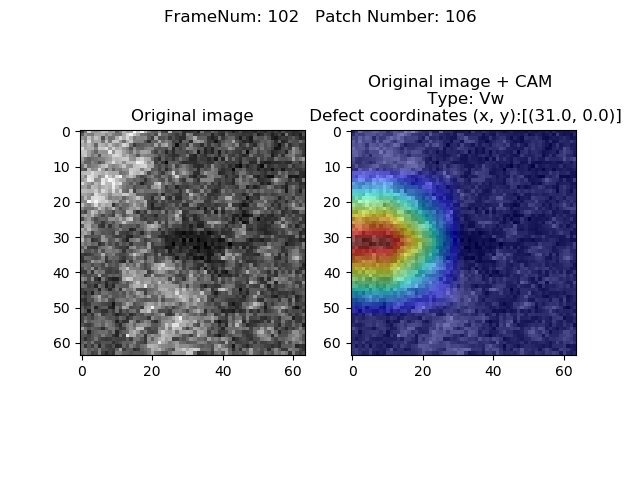 FrameNum: 102   Patch Number: 106
Original image
0
10
20
30
40
50
60
0 20 40 60
Original image + CAM
Type: Vw
Defect coordinates (x, y):[(31.0, 0.0)]
0
10
20
30
40
50
60
0 20 40 60